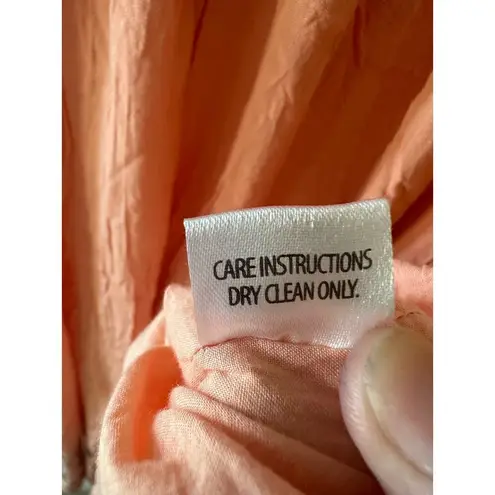 CARE INSTRUCTIONS
DRY CLEAN ONLY.